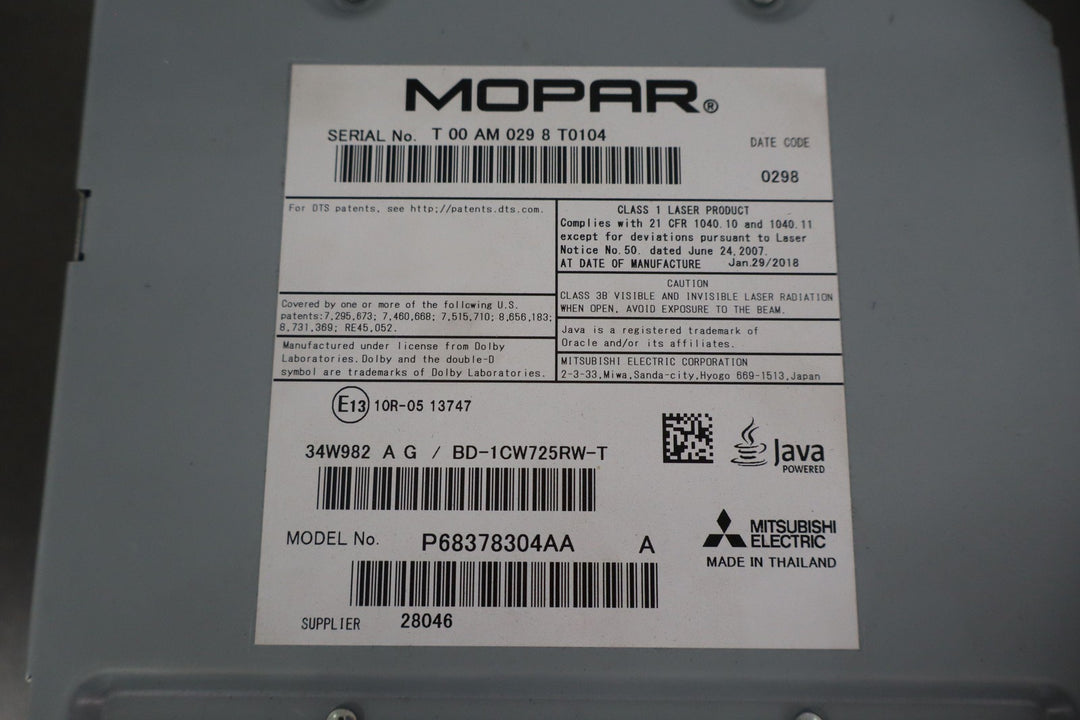 MOPAR®
SERIAL No. T 00 AM 029 8 T0104
DATE CODE
0298
For DTS patents, see http;//patents.dts.com.
CLASS 1 LASER PRODUCT
Complies with 21 CFR 1040.10 and 1040.11
except for deviations pursuant to Laser
Notice No.50. dated June 24,2007.
AT DATE OF MANUFACTURE Jan.29/2018
CAUTION
CLASS 3B VISIBLE AND INVISIBLE LASER RADIATION
WHEN OPEN, AVOID EXPOSURE TO THE BEAM.
Covered by one or more of the following U.S.
patents:7,295,673; 7,460,668; 7,515,710; 8,656,183;
8,731,369; RE45,052.
Java is a registered trademark of
Oracle and/or its affiliates.
Manufactured under license from Dolby
Laboratories. Dolby and the double-D
symbol are trademarks of Dolby Laboratories.
MITSUBISHI ELECTRIC CORPORATION
2-3-33,Miwa,Sanda-city,Hyogo 669-1513,Japan
E13 10R-05 13747
34W982 A G / BD-1CW725RW-T
Java
POWERED
MODEL No. P68378304AA A
MITSUBISHI
ELECTRIC
MADE IN THAILAND
SUPPLIER 28046